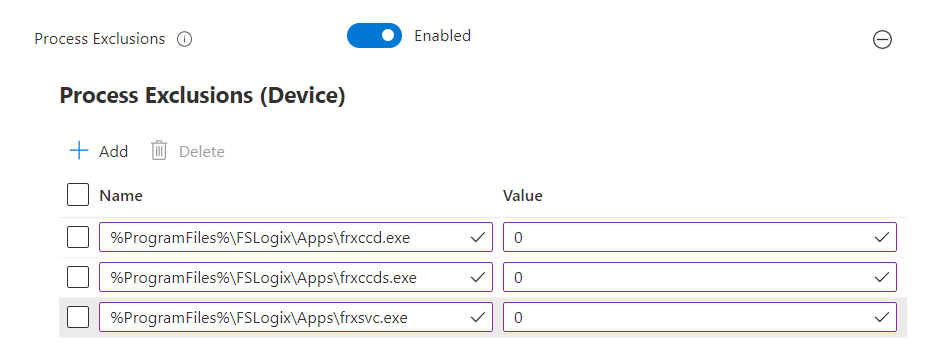 Process Exclusions
Enabled
Process Exclusions (Device)
Add Delete
Name Value
%ProgramFiles%\FSLogix\Apps\frxccd.exe 0
%ProgramFiles%\FSLogix\Apps\frxccds.exe 0
%ProgramFiles%\FSLogix\Apps\frxsvc.exe 0